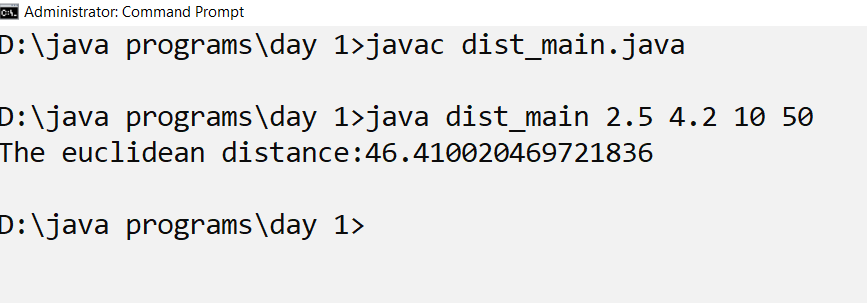 Administrator: Command Prompt
D:\java programs\day 1>javac dist_main.java
D:\java programs\day 1>java dist_main 2.5 4.2 10 50
The euclidean distance:46.410020469721836
D:\java programs\day 1>